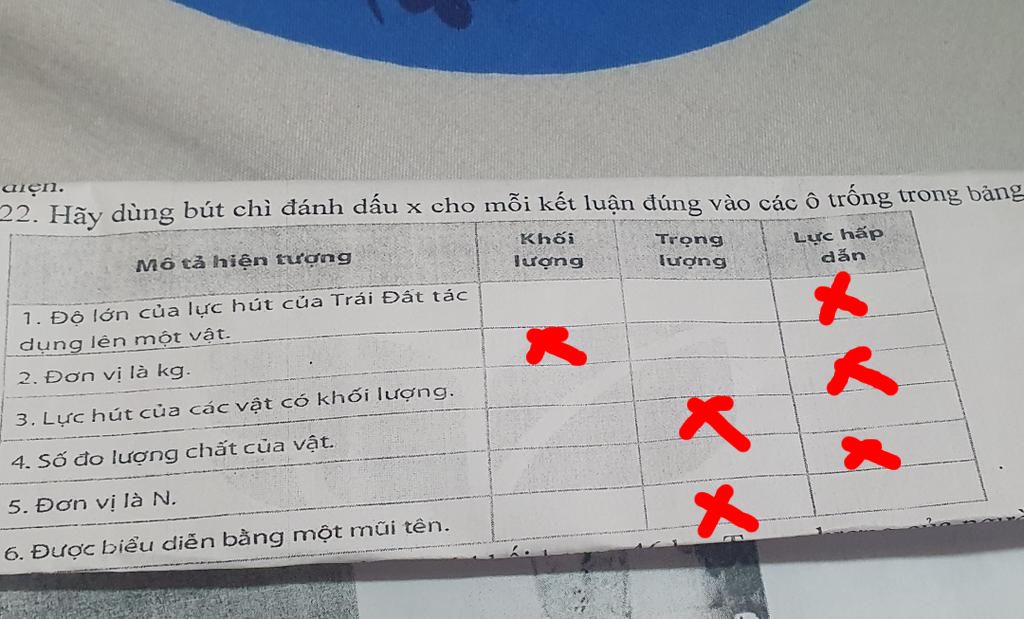 điện.
22. Hãy dùng bút chì đánh dấu x cho mỗi kết luận đúng vào các ô trống trong bảng
Mô tả hiện tượng
Khối lượng
Trọng lượng
Lực hấp dẫn
1. Độ lớn của lực hút của Trái Đất tác
dụng lên một vật.
2. Đơn vị là kg.
3. Lực hút của các vật có khối lượng.
4. Số đo lượng chất của vật.
5. Đơn vị là N.
6. Được biểu diễn bằng một mũi tên.